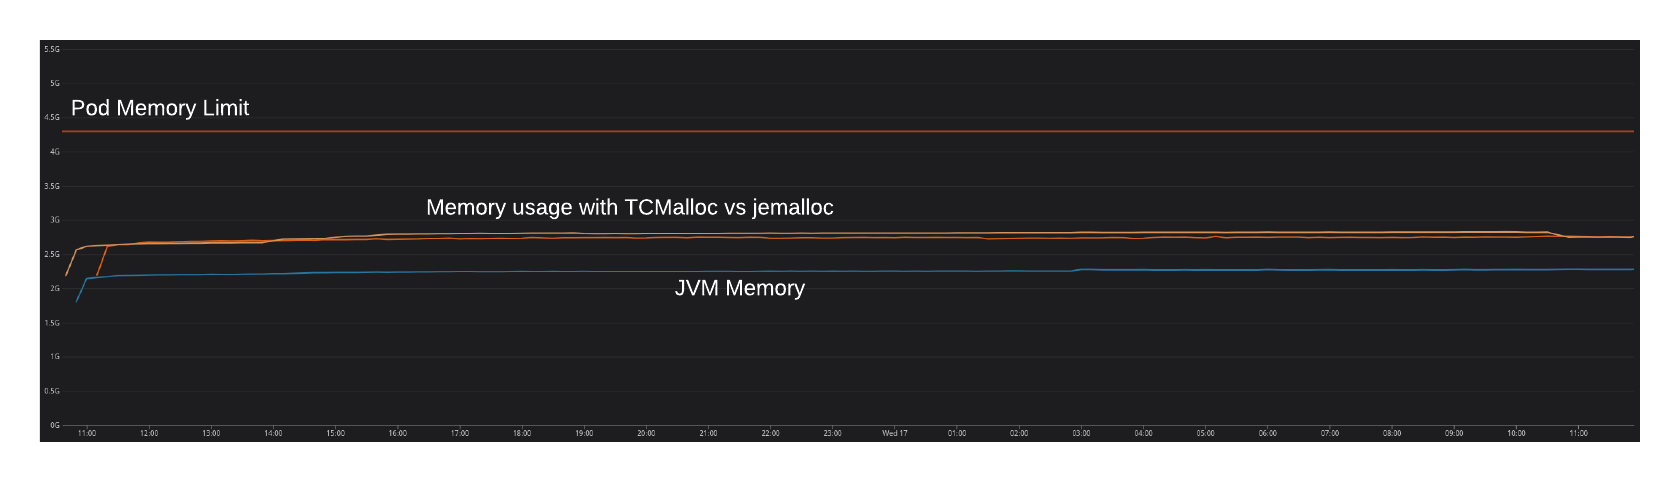 5.5G
5G
Pod Memory Limit
4.5G
4G
3.5G
Memory usage with TCMalloc vs jemalloc
3G
2.5G
JVM Memory
2G
1.5G
1G
0.5G
0G
11:00 12:00 13:00 14:00 15:00 16:00 17:00 18:00 19:00 20:00 21:00 22:00 23:00 Wed 17 01:00 02:00 03:00 04:00 05:00 06:00 07:00 08:00 09:00 10:00 11:00